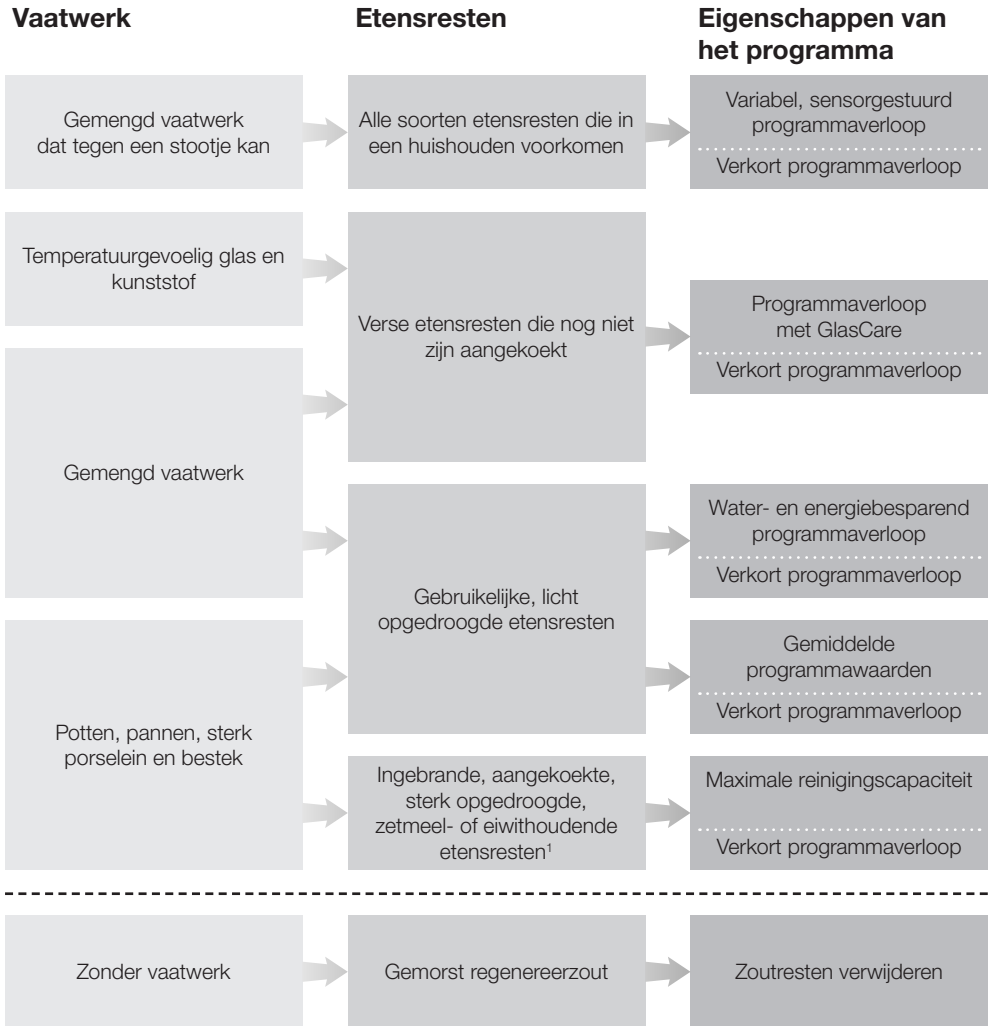 Vaatwerk
Etensresten
Eigenschappen van
het programma
Gemengd vaatwerk
dat tegen een stootje kan
Alle soorten etensresten die in
een huishouden voorkomen
Variabel, sensorgestuurd
programmaverloop
Verkort programmaverloop
Temperatuurgevoelig glas en
kunststof
Verse etensresten die nog niet
zijn aangekoekt
Programmaverloop
met GlasCare
Verkort programmaverloop
Gemengd vaatwerk
Gebruikelijke, licht
opgedroogde etensresten
Water- en energiebesparend
programmaverloop
Verkort programmaverloop
Gemiddelde
programmawaarden
Verkort programmaverloop
Potten, pannen, sterk
porselein en bestek
Ingebrande, aangekoekte,
sterk opgedroogde,
zetmeel- of eiwithoudende
etensresten¹
Maximale reinigingscapaciteit
Verkort programmaverloop
Zonder vaatwerk
Gemorst regenereerzout
Zoutresten verwijderen